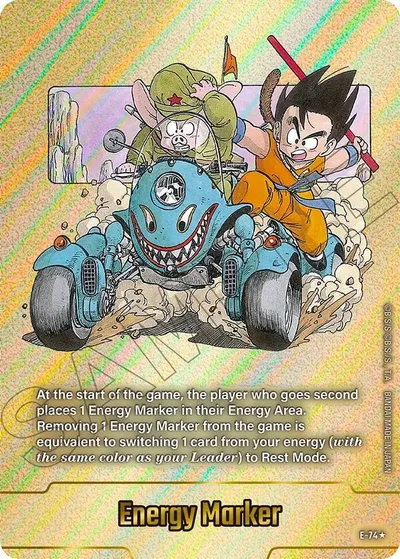 SAMPLE
At the start of the game, the player who goes second
places 1 Energy Marker in their Energy Area.
Removing 1 Energy Marker from the game is
equivalent to switching 1 card from your energy (with
the same color as your Leader) to Rest Mode.
Energy Marker
E-74★
©B.S./S. ©B.S./S., T.A. BANDAI MADE IN JAPAN